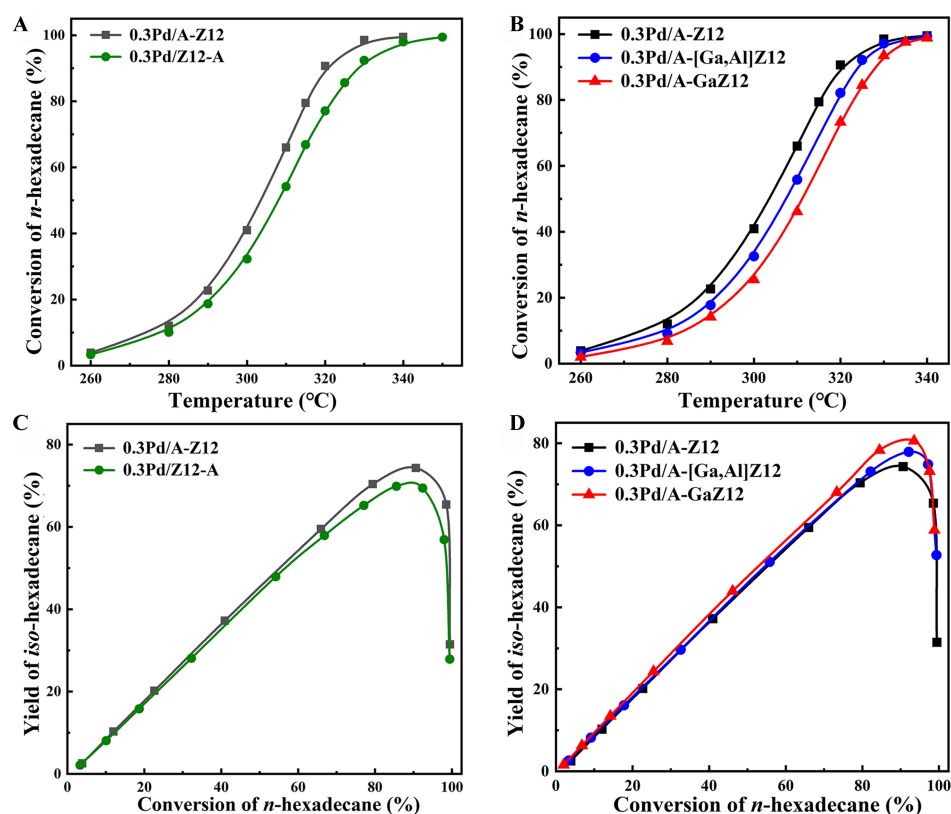 A
0.3Pd/A-Z12
0.3Pd/Z12-A
Conversion of n-hexadecane (%)
100
80
60
40
20
0
260 280 300 320 340
Temperature (°C)
B
0.3Pd/A-Z12
0.3Pd/A-[Ga,Al]Z12
0.3Pd/A-GaZ12
Conversion of n-hexadecane (%)
100
80
60
40
20
0
260 280 300 320 340
Temperature (°C)
C
0.3Pd/A-Z12
0.3Pd/Z12-A
Yield of iso-hexadecane (%)
80
60
40
20
0
0 20 40 60 80 100
Conversion of n-hexadecane (%)
D
0.3Pd/A-Z12
0.3Pd/A-[Ga,Al]Z12
0.3Pd/A-GaZ12
Yield of iso-hexadecane (%)
80
60
40
20
0
0 20 40 60 80 100
Conversion of n-hexadecane (%)